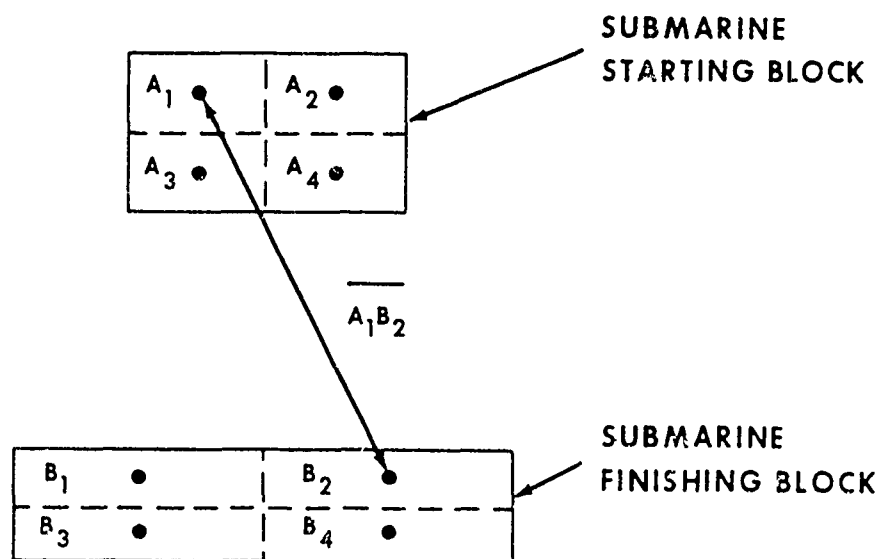 SUBMARINE
STARTING BLOCK
A₁
A₂
A₃
A₄
A₁B₂
SUBMARINE
FINISHING BLOCK
B₁
B₂
B₃
B₄